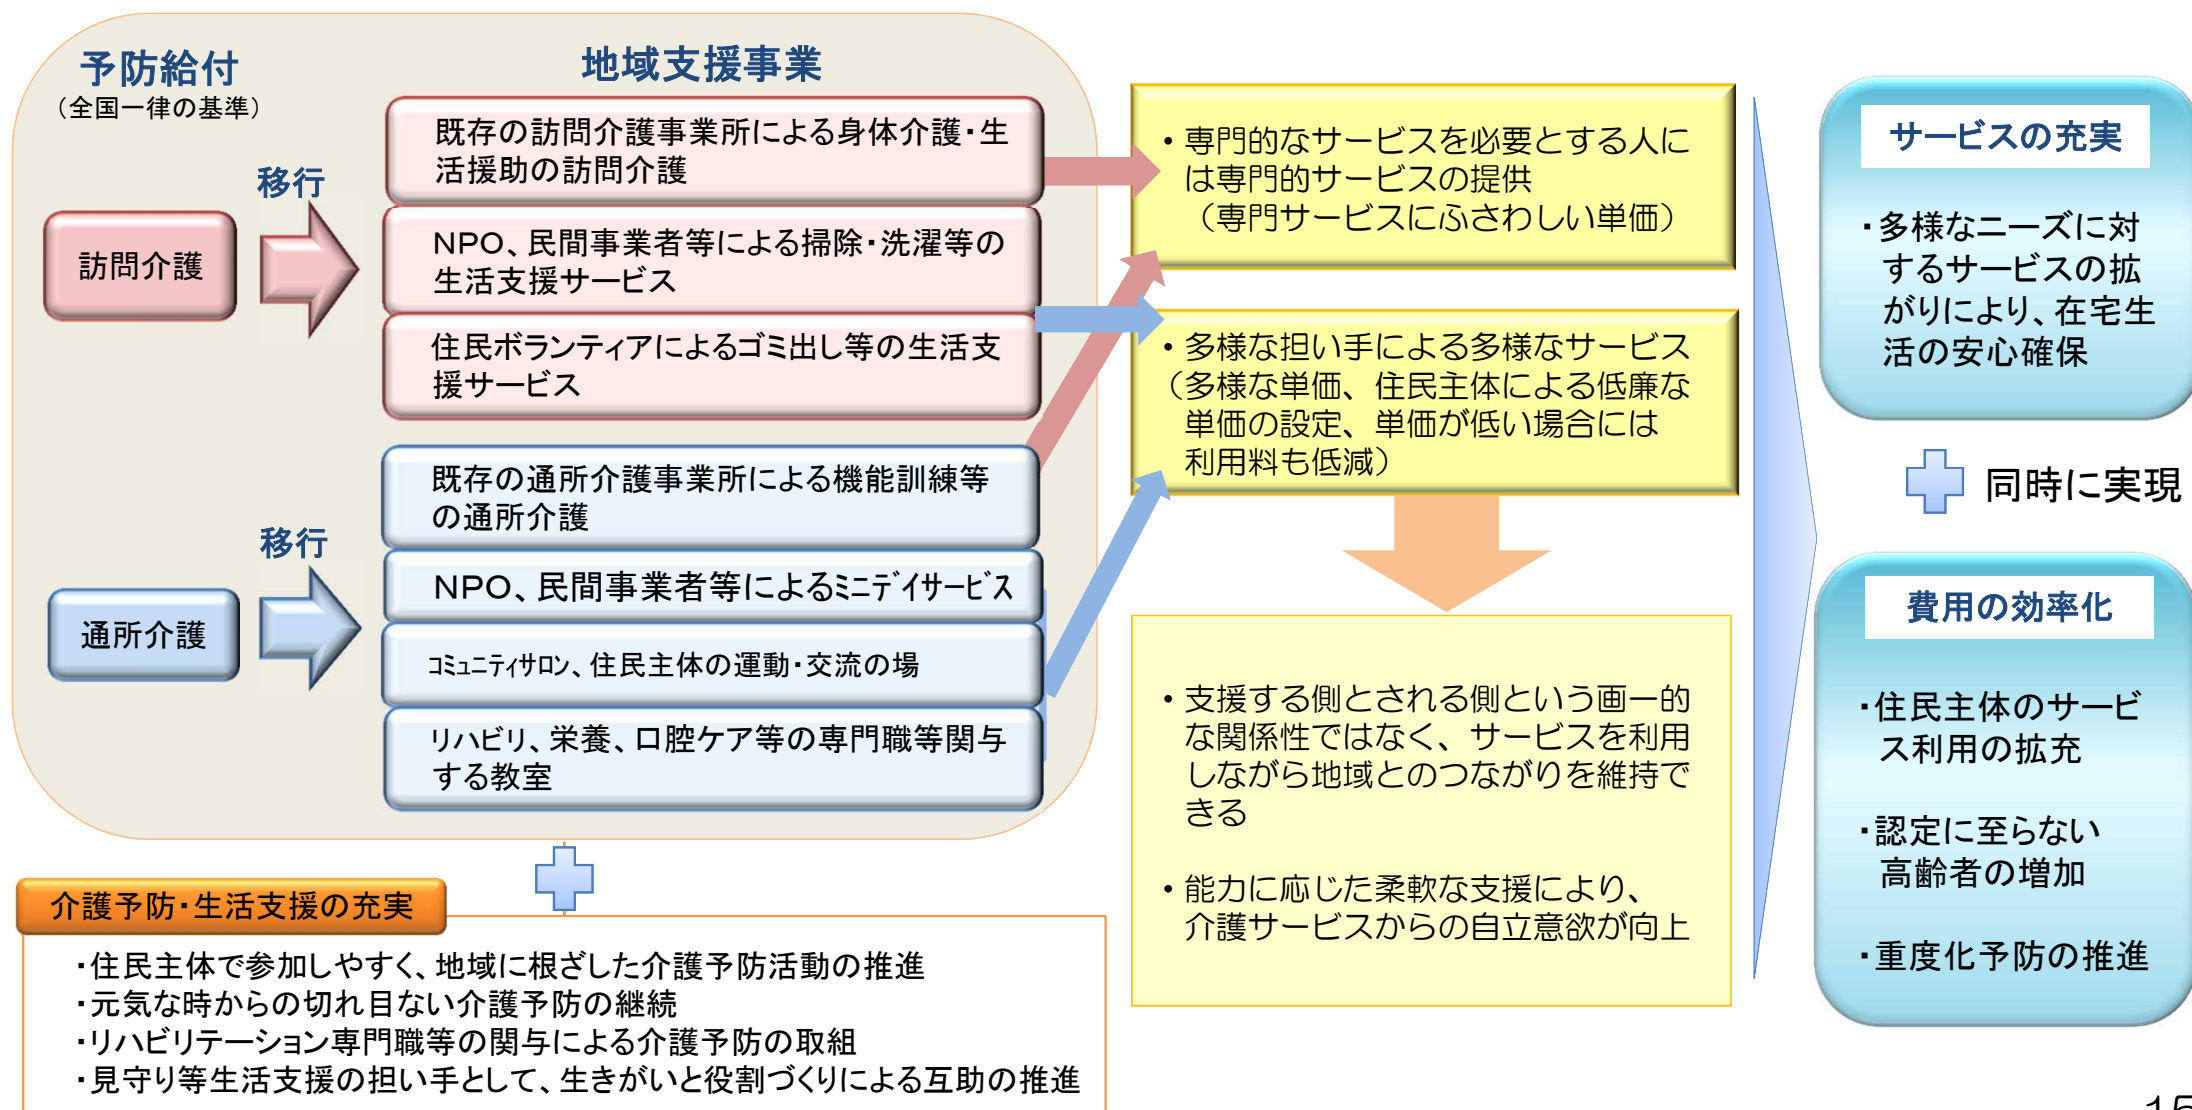 予防給付
（全国一律の基準）
地域支援事業
移行
訪問介護
既存の訪問介護事業所による身体介護・生
活援助の訪問介護
NPO、民間事業者等による掃除・洗濯等の
生活支援サービス
住民ボランティアによるゴミ出し等の生活支
援サービス
移行
通所介護
既存の通所介護事業所による機能訓練等
の通所介護
NPO、民間事業者等によるﾐﾆﾃﾞｲｻｰﾋﾞｽ
ｺﾐｭﾆﾃｨｻﾛﾝ、住民主体の運動・交流の場
リハビリ、栄養、口腔ケア等の専門職等関与
する教室
・専門的なサービスを必要とする人に
は専門的サービスの提供
（専門サービスにふさわしい単価）
・多様な担い手による多様なサービス
（多様な単価、住民主体による低廉な
単価の設定、単価が低い場合には
利用料も低減）
・支援する側とされる側という画一的
な関係性ではなく、サービスを利用
しながら地域とのつながりを維持で
きる
・能力に応じた柔軟な支援により、
介護サービスからの自立意欲が向上
サービスの充実
・多様なニーズに対
するサービスの拡
がりにより、在宅生
活の安心確保
同時に実現
費用の効率化
・住民主体のサービ
ス利用の拡充
・認定に至らない
高齢者の増加
・重度化予防の推進
介護予防・生活支援の充実
・住民主体で参加しやすく、地域に根ざした介護予防活動の推進
・元気な時からの切れ目ない介護予防の継続
・リハビリテーション専門職等の関与による介護予防の取組
・見守り等生活支援の担い手として、生きがいと役割づくりによる互助の推進
15